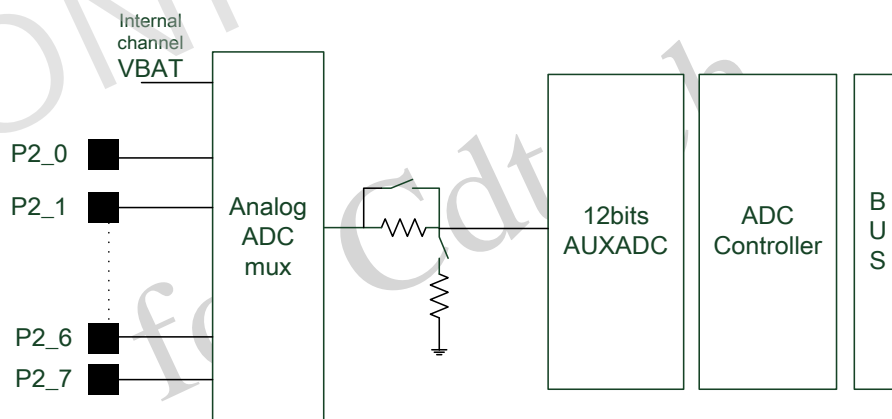 Internal
channel
VBAT
P2_0
P2_1
P2_6
P2_7
Analog
ADC
mux
12bits
AUXADC
ADC
Controller
B
U
S